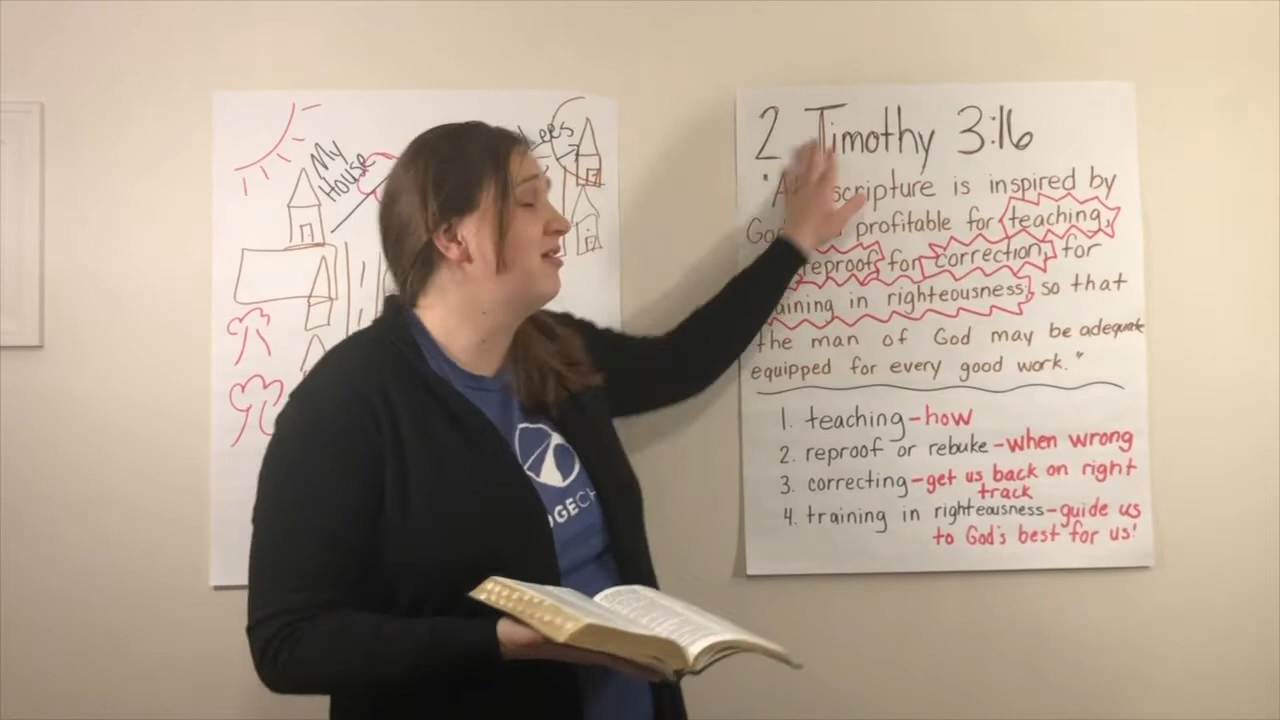 My
House
2 Timothy 3:16
scripture is inspired by
profitable for teaching,
reproof for correction, for
in righteousness, so that
the man of God may be adequate
equipped for every good work."
1. teaching-how
2. reproof or rebuke-when wrong
3. correcting-get us back on right
track
4. training in righteousness-guide us
to God's best for us!